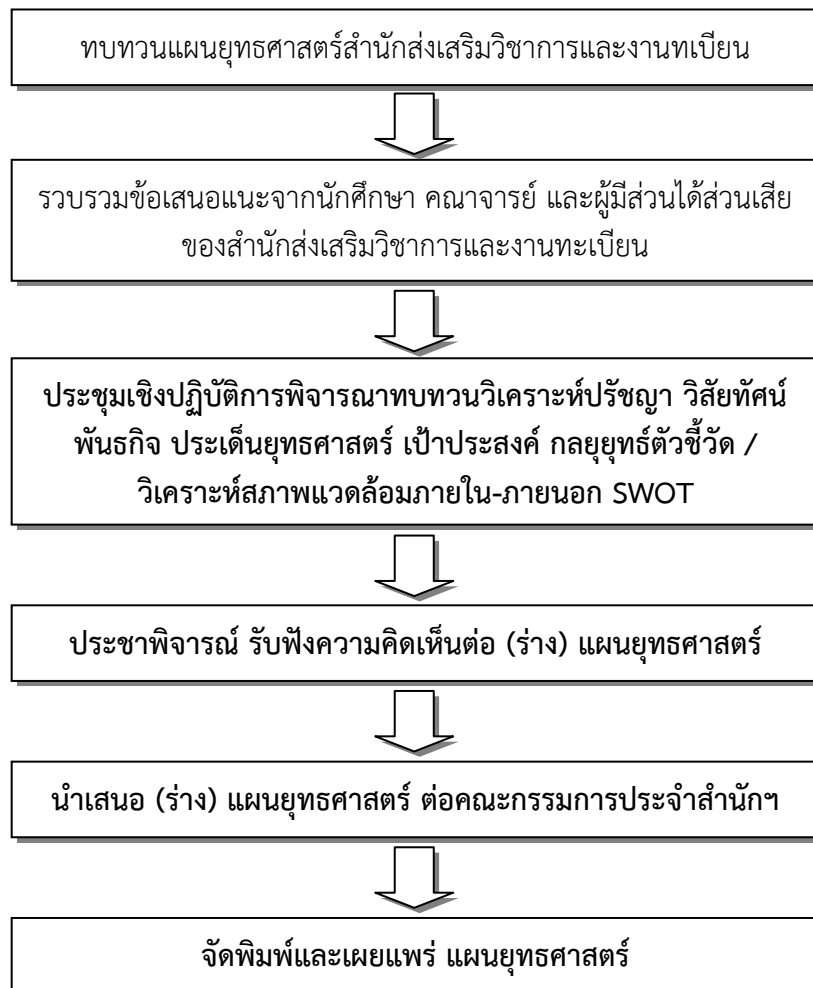 ทบทวนแผนยุทธศาสตร์สำนักส่งเสริมวิชาการและงานทเบียน
รวบรวมข้อเสนอแนะจากนักศึกษา คณาจารย์ และผู้มีส่วนได้ส่วนเสีย
ของสำนักส่งเสริมวิชาการและงานทะเบียน
ประชุมเชิงปฏิบัติการพิจารณาทบทวนวิเคราะห์ปรัชญา วิสัยทัศน์
พันธกิจ ประเด็นยุทธศาสตร์ เป้าประสงค์ กลยุยุทธ์ตัวชี้วัด /
วิเคราะห์สภาพแวดล้อมภายใน-ภายนอก SWOT
ประชาพิจารณ์ รับฟังความคิดเห็นต่อ (ร่าง) แผนยุทธศาสตร์
นำเสนอ (ร่าง) แผนยุทธศาสตร์ ต่อคณะกรรมการประจำสำนักฯ
จัดพิมพ์และเผยแพร่ แผนยุทธศาสตร์